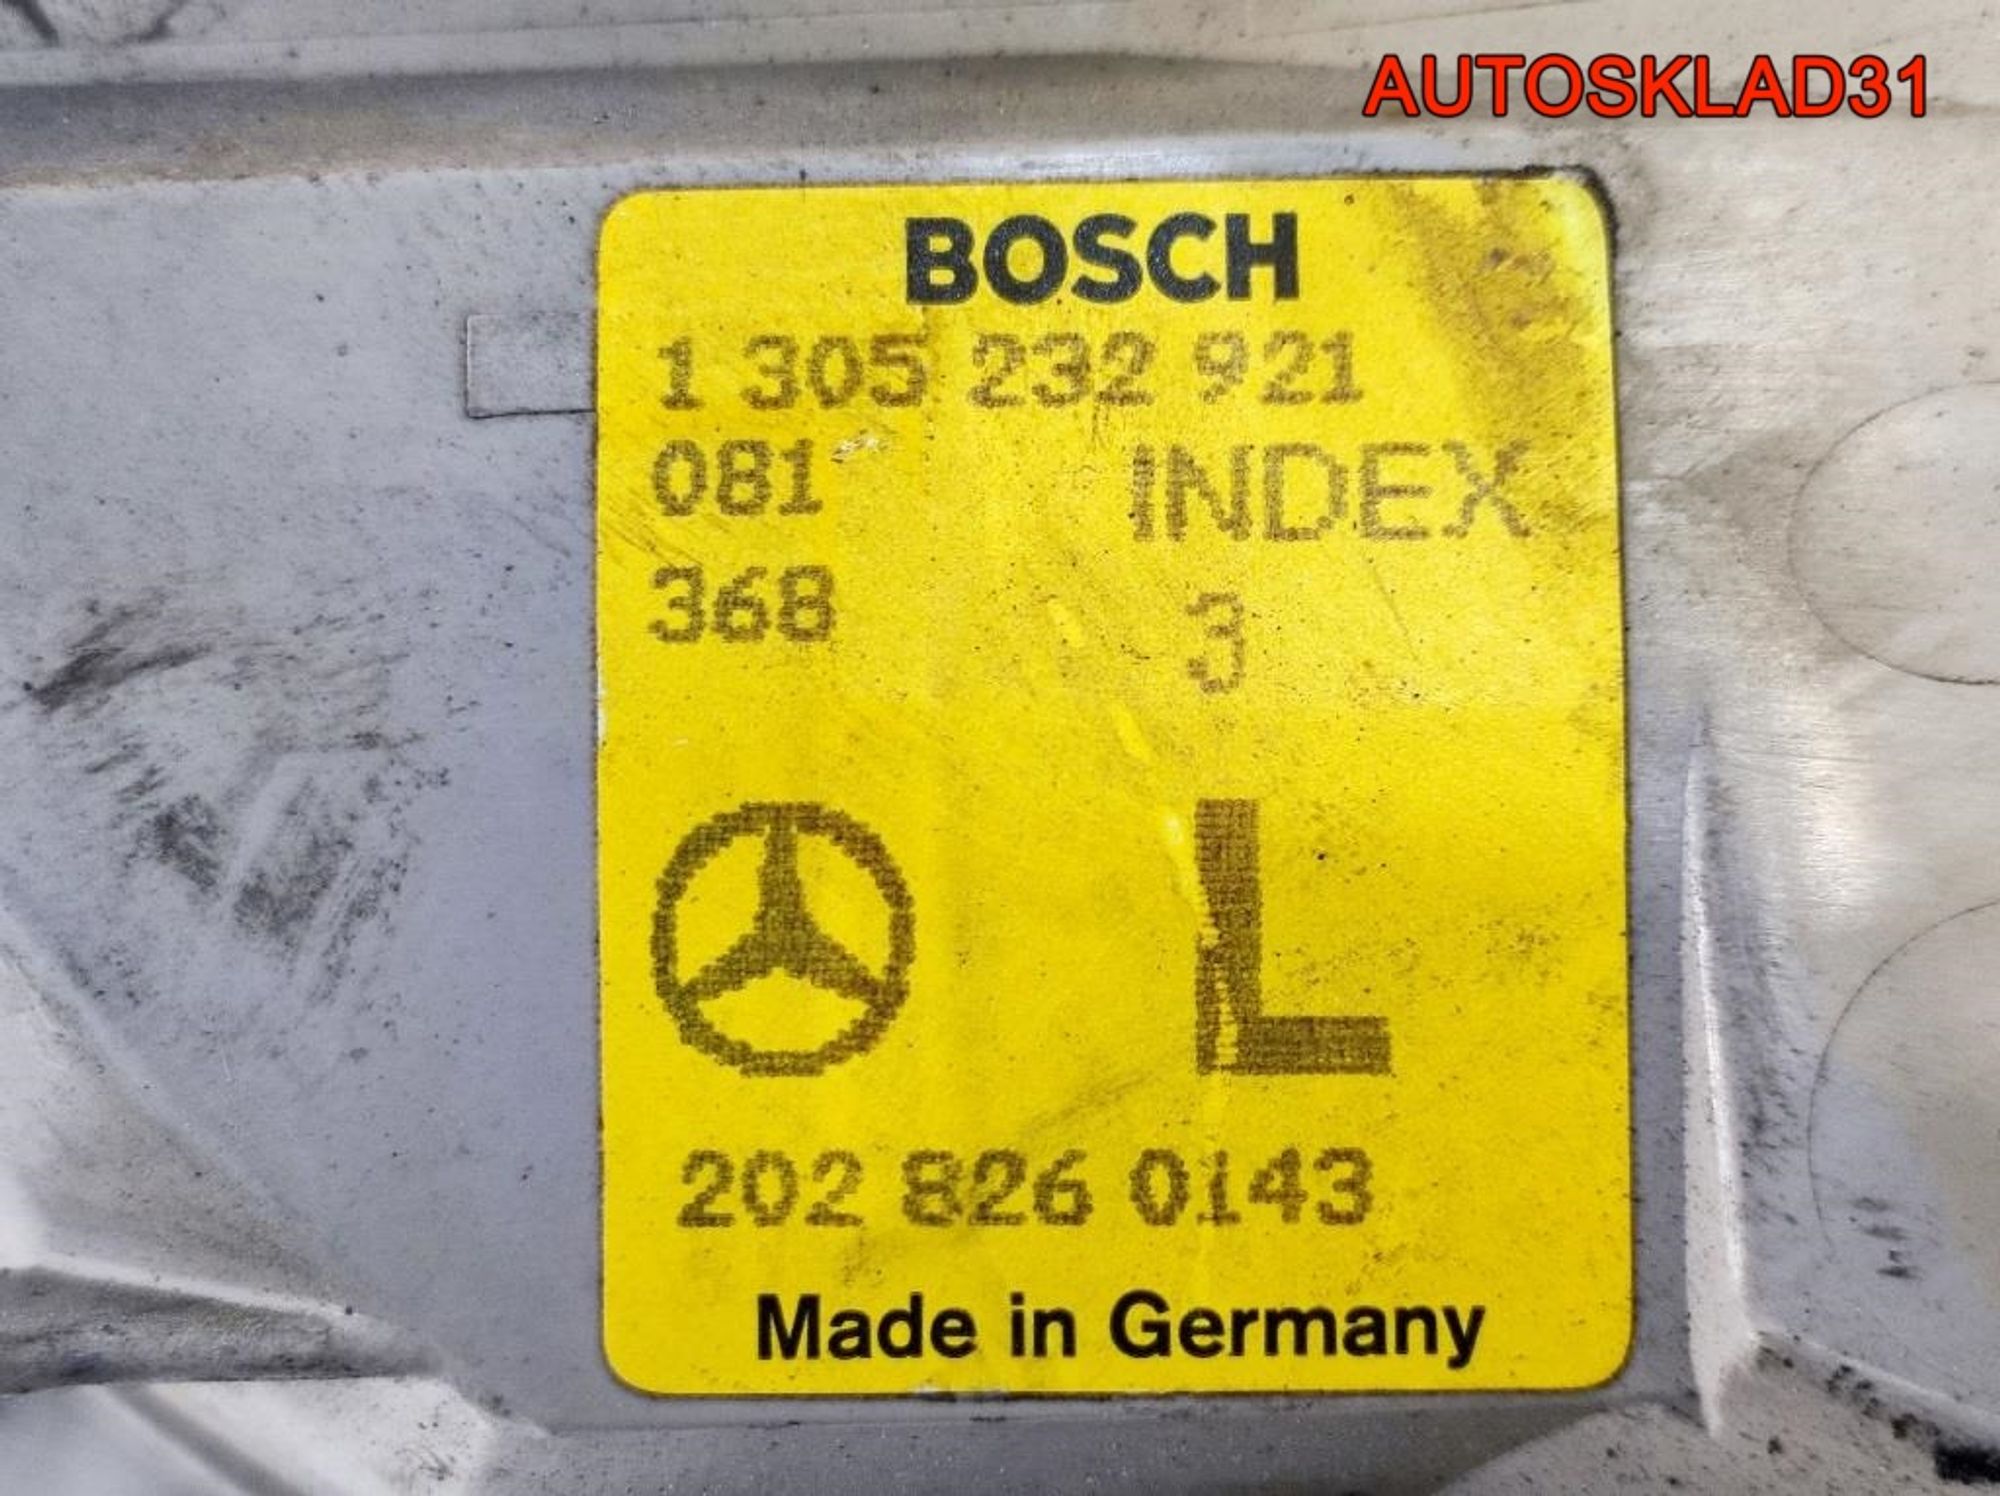 AUTOSKLAD31
BOSCH
1 305 232 921
081 INDEX
368 3
L
202 826 0143
Made in Germany